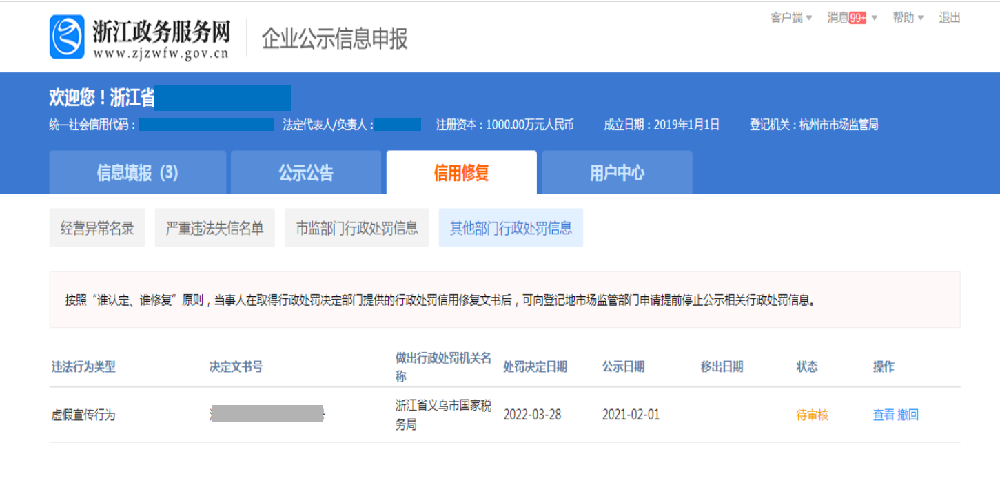 客户端 消息99+ 帮助 退出
浙江政务服务网
www.zjzwfw.gov.cn
企业公示信息申报
欢迎您！浙江省
统一社会信用代码： 法定代表人/负责人： 注册资本：1000.00万元人民币 成立日期：2019年1月1日 登记机关：杭州市市场监管局
信息填报（3） 公示公告 信用修复 用户中心
经营异常名录 严重违法失信名单 市监部门行政处罚信息 其他部门行政处罚信息
按照“谁认定、谁修复”原则，当事人在取得行政处罚决定部门提供的行政处罚信用修复文书后，可向登记地市场监管部门申请提前停止公示相关行政处罚信息。
违法行为类型 决定文书号 做出行政处罚机关名
称 处罚决定日期 公示日期 移出日期 状态 操作
虚假宣传行为 浙江省义乌市国家税
务局 2022-03-28 2021-02-01 待审核 查看 撤回